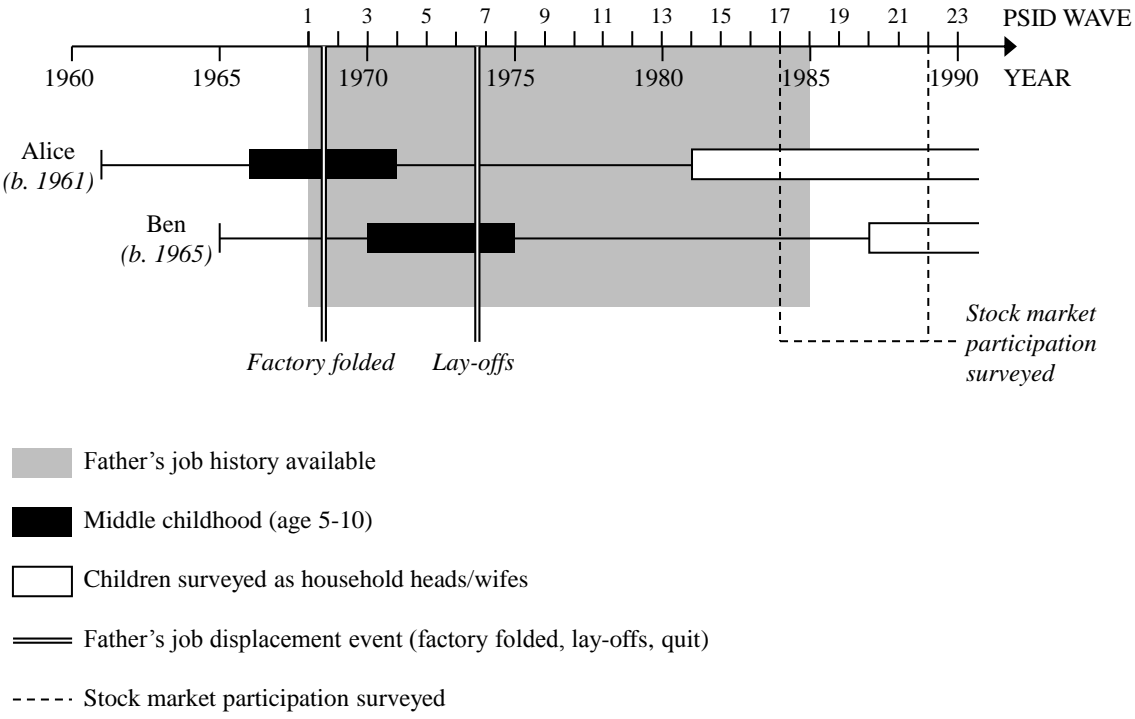 1 3 5 7 9 11 13 15 17 19 21 23 PSID WAVE
1960 1965 1970 1975 1980 1985 1990 YEAR
Alice
(b. 1961)
Ben
(b. 1965)
Factory folded Lay-offs
Stock market
participation
surveyed
Father's job history available
Middle childhood (age 5-10)
Children surveyed as household heads/wifes
Father's job displacement event (factory folded, lay-offs, quit)
Stock market participation surveyed